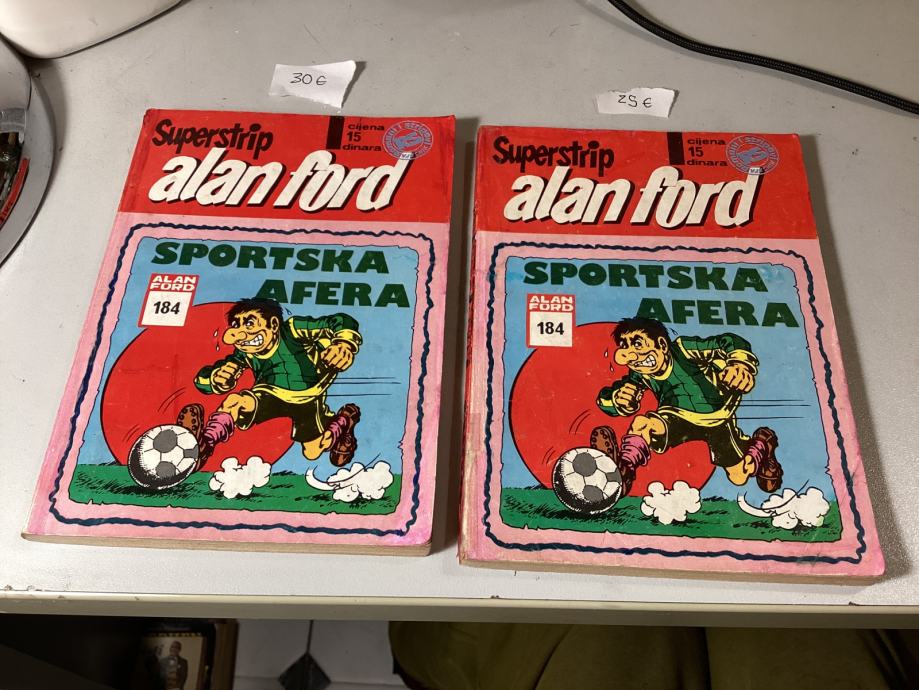 30€
25€
Superstrip
cijena
15
dinara
alan ford
SPORTSKA
AFERA
ALAN
FORD
184
Superstrip
cijena
15
dinara
alan ford
SPORTSKA
AFERA
ALAN
FORD
184